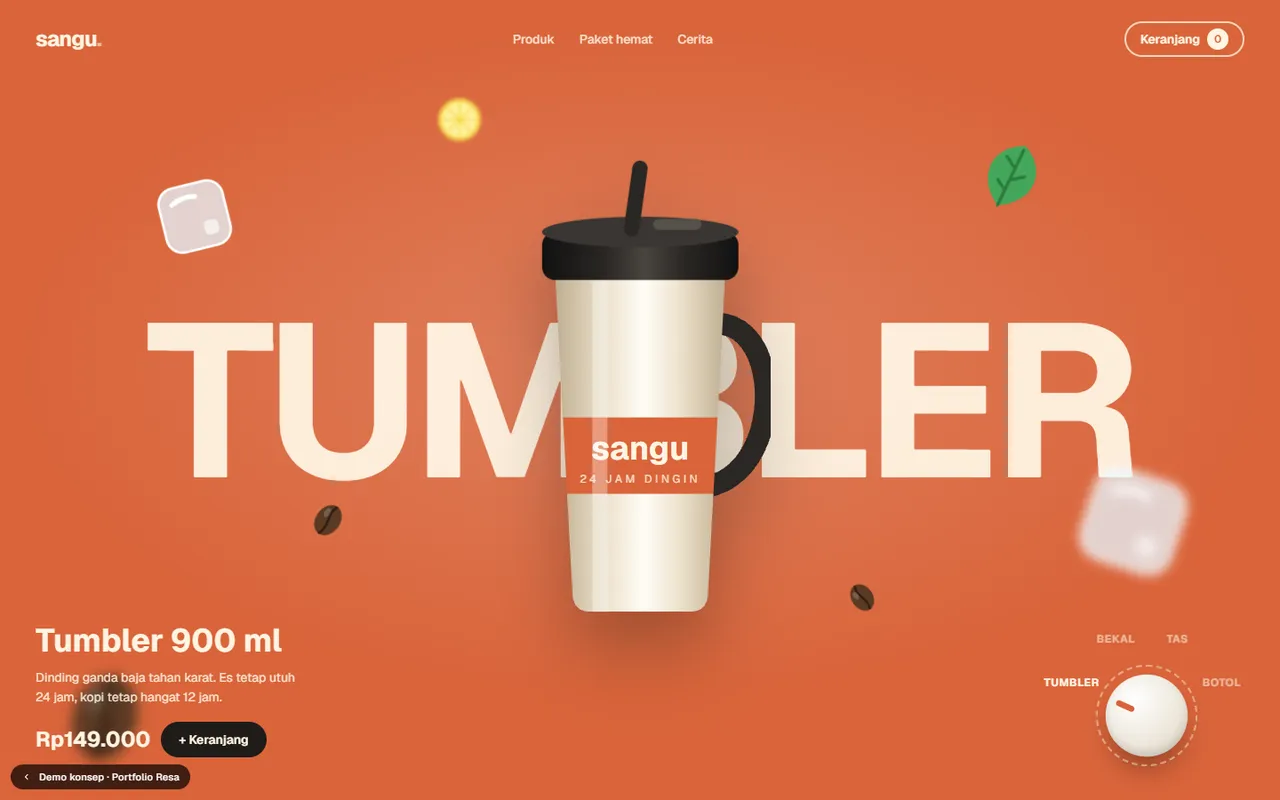 sangu.
Produk Paket hemat Cerita
Keranjang 0
TUMBLER
sangu
24 JAM DINGIN
Tumbler 900 ml
Dinding ganda baja tahan karat. Es tetap utuh
24 jam, kopi tetap hangat 12 jam.
Rp149.000 + Keranjang
BEKAL TAS
TUMBLER BOTOL
‹ Demo konsep · Portfolio Resa